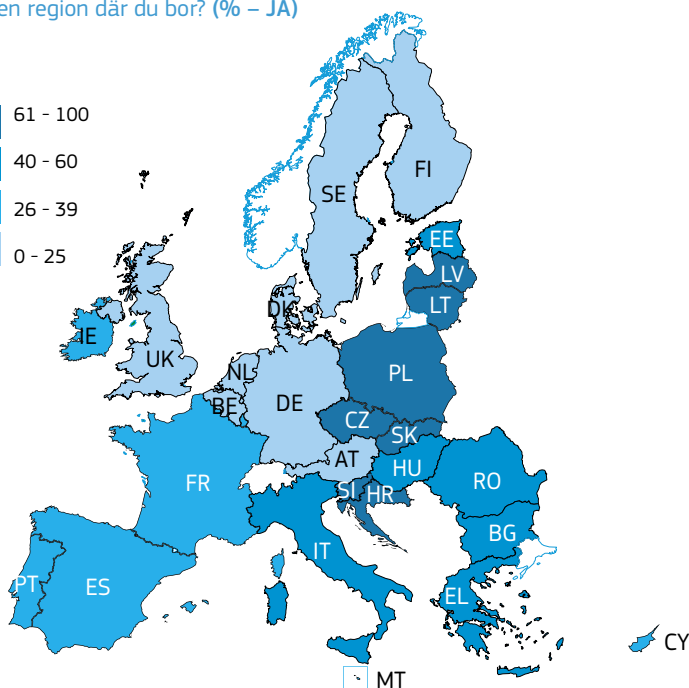 en region där du bor? (% – JA)
61 - 100
40 - 60
26 - 39
0 - 25
FI
SE
EE
LV
LT
DK
IE
UK
NL
PL
BE
DE
CZ
SK
AT
HU
FR
SI
HR
RO
BG
IT
PT
ES
EL
CY
MT